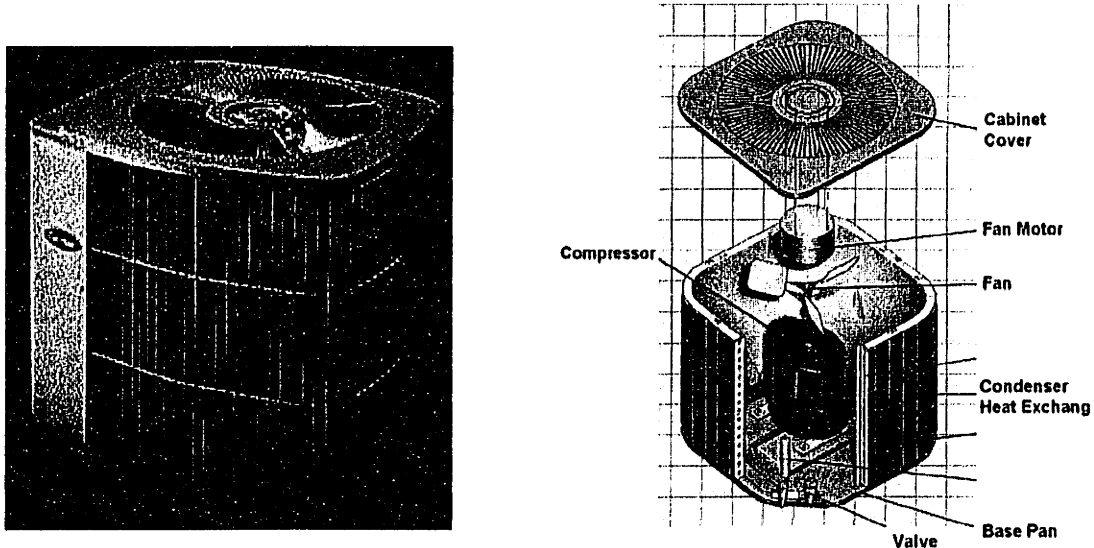 Cabinet
Cover
Fan Motor
Compressor
Fan
Condenser
Heat Exchang
Base Pan
Valve